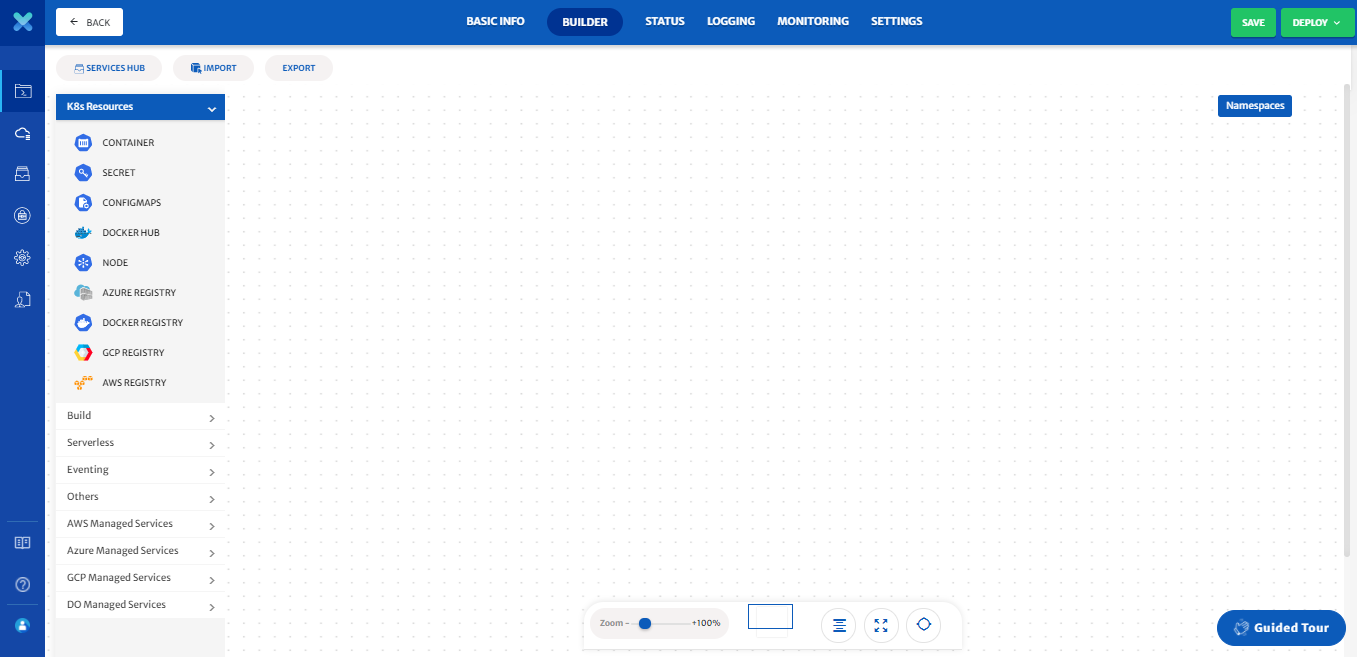 BACK
BASIC INFO
BUILDER
STATUS
LOGGING
MONITORING
SETTINGS
SAVE
DEPLOY
SERVICES HUB
IMPORT
EXPORT
K8s Resources
Namespaces
CONTAINER
SECRET
CONFIGMAPS
DOCKER HUB
NODE
AZURE REGISTRY
DOCKER REGISTRY
GCP REGISTRY
AWS REGISTRY
Build
Serverless
Eventing
Others
AWS Managed Services
Azure Managed Services
GCP Managed Services
DO Managed Services
Zoom - +100%
Guided Tour